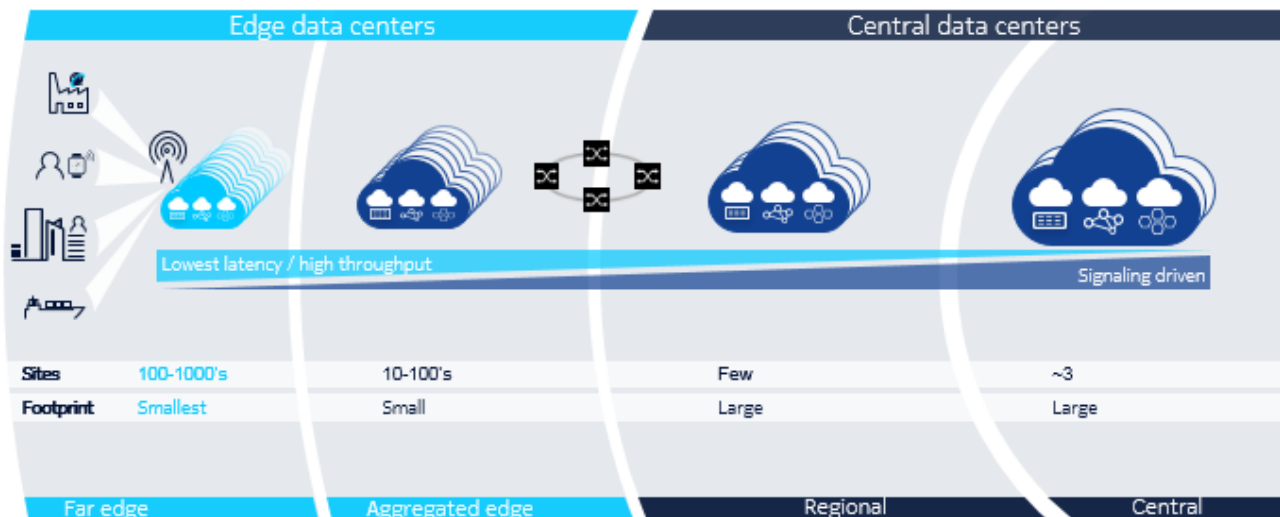 Edge data centers
Central data centers
Lowest latency / high throughput
Signaling driven
Sites 100-1000's 10-100's Few ~3
Footprint Smallest Small Large Large
Far edge Aggregated edge Regional Central